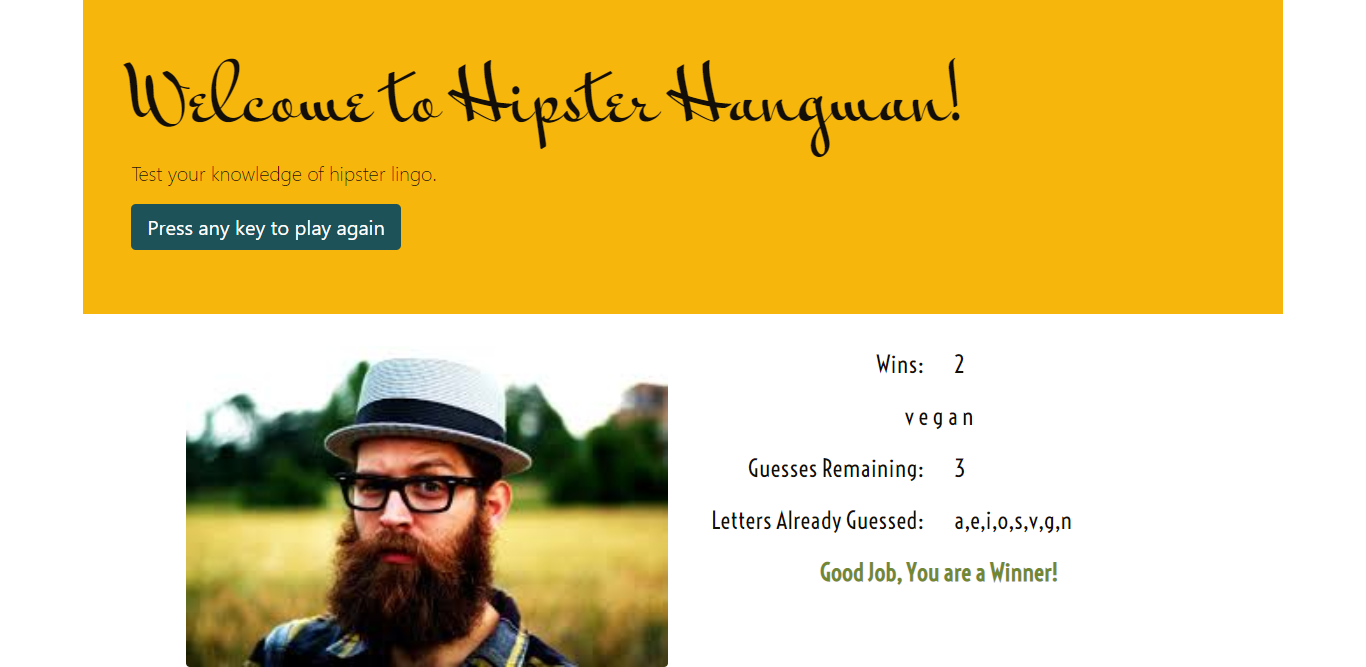 Welcome to Hipster Hangman!
Test your knowledge of hipster lingo.
Press any key to play again
Wins: 2
v e g a n
Guesses Remaining: 3
Letters Already Guessed: a,e,i,o,s,v,g,n
Good Job, You are a Winner!